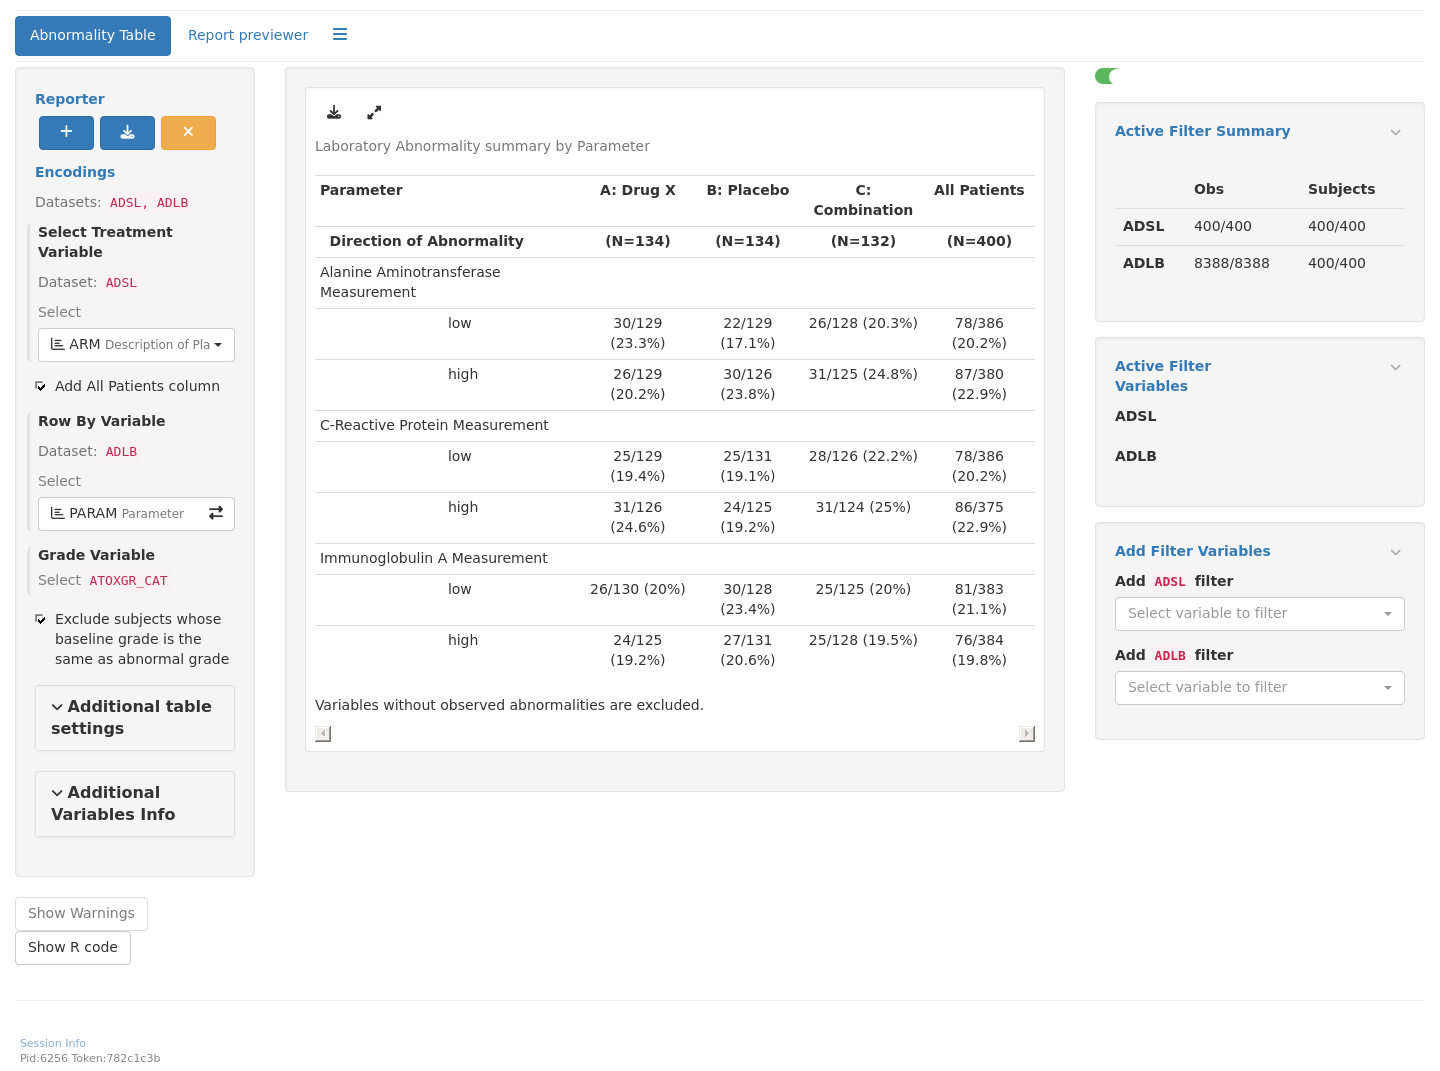 Abnormality Table
Report previewer
Reporter
Encodings
Datasets: ADSL, ADLB
Select Treatment
Variable
Dataset: ADSL
Select
ARM Description of Pla
Add All Patients column
Row By Variable
Dataset: ADLB
Select
PARAM Parameter
Grade Variable
Select ATOXGR_CAT
Exclude subjects whose
baseline grade is the
same as abnormal grade
Additional table
settings
Additional
Variables Info
Show Warnings
Show R code
Laboratory Abnormality summary by Parameter
Parameter A: Drug X B: Placebo C: All Patients
Combination
Direction of Abnormality (N=134) (N=134) (N=132) (N=400)
Alanine Aminotransferase
Measurement
low 30/129 22/129 26/128 (20.3%) 78/386
(23.3%) (17.1%) (20.2%)
high 26/129 30/126 31/125 (24.8%) 87/380
(20.2%) (23.8%) (22.9%)
C-Reactive Protein Measurement
low 25/129 25/131 28/126 (22.2%) 78/386
(19.4%) (19.1%) (20.2%)
high 31/126 24/125 31/124 (25%) 86/375
(24.6%) (19.2%) (22.9%)
Immunoglobulin A Measurement
low 26/130 (20%) 30/128 25/125 (20%) 81/383
(23.4%) (21.1%)
high 24/125 27/131 25/128 (19.5%) 76/384
(19.2%) (20.6%) (19.8%)
Variables without observed abnormalities are excluded.
Active Filter Summary
Obs Subjects
ADSL 400/400 400/400
ADLB 8388/8388 400/400
Active Filter
Variables
ADSL
ADLB
Add Filter Variables
Add ADSL filter
Select variable to filter
Add ADLB filter
Select variable to filter
Session Info
Pid:6256 Token:782c1c3b